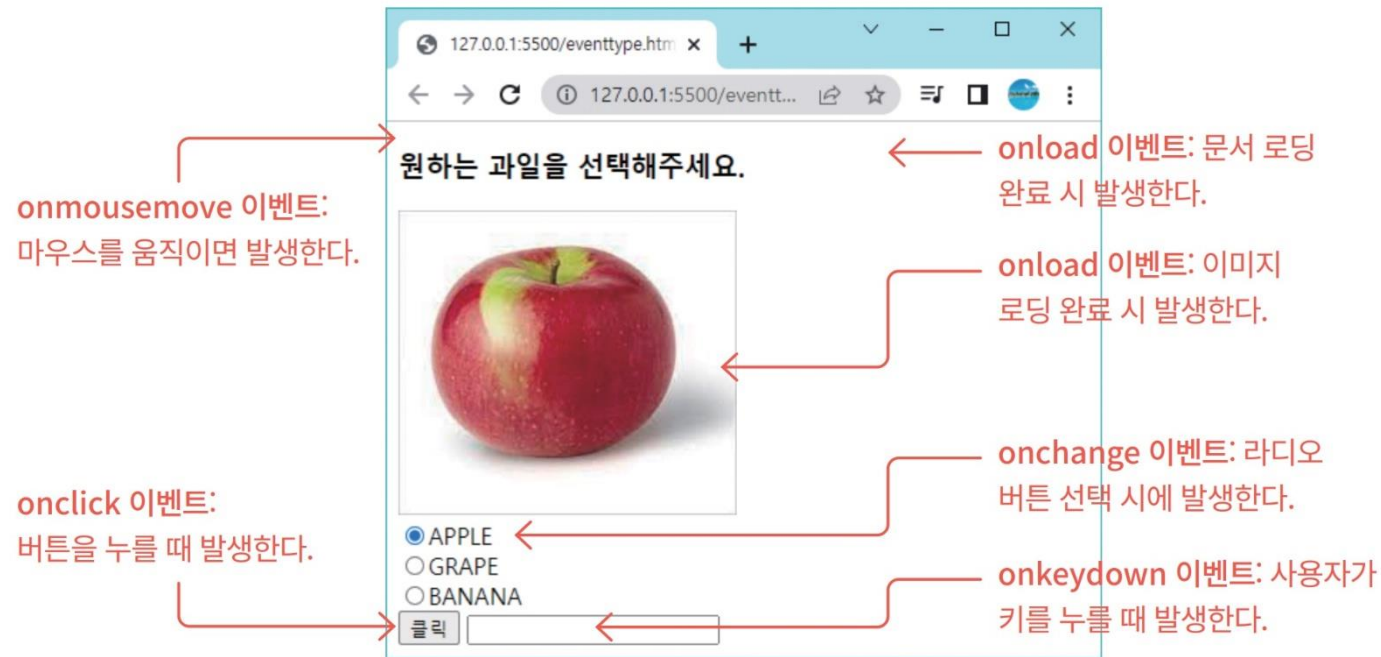 127.0.0.1:5500/eventtype.htm
127.0.0.1:5500/eventt...
원하는 과일을 선택해주세요.
onmousemove 이벤트:
마우스를 움직이면 발생한다.
onload 이벤트: 문서 로딩
완료 시 발생한다.
onload 이벤트: 이미지
로딩 완료 시 발생한다.
onchange 이벤트: 라디오
버튼 선택 시에 발생한다.
onclick 이벤트:
버튼을 누를 때 발생한다.
APPLE
GRAPE
BANANA
클릭
onkeydown 이벤트: 사용자가
키를 누를 때 발생한다.